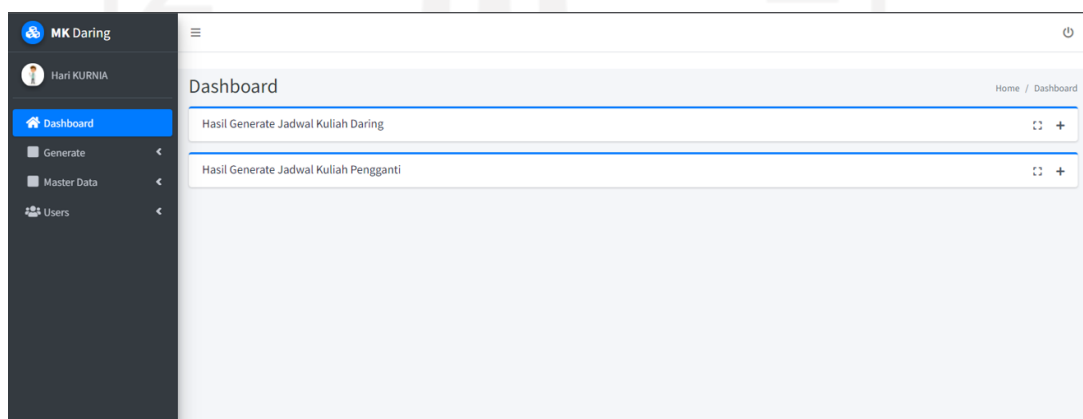 MK Daring
Hari KURNIA
Dashboard
Home / Dashboard
Dashboard
Generate
Master Data
Users
Hasil Generate Jadwal Kuliah Daring
Hasil Generate Jadwal Kuliah Pengganti